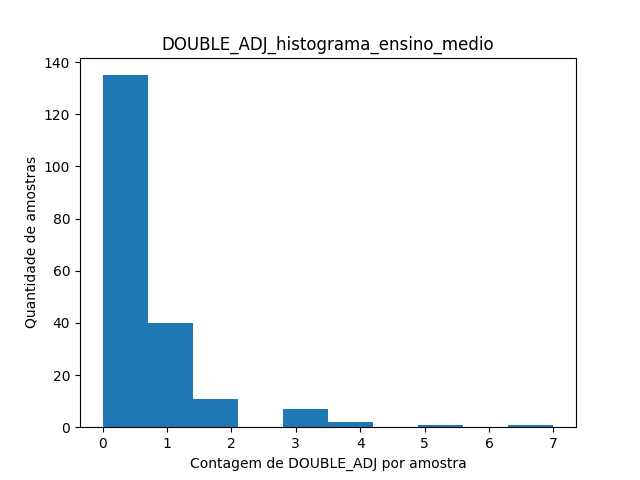 DOUBLE_ADJ_histograma_ensino_medio
140
120
100
80
60
40
20
0
Quantidade de amostras
0 1 2 3 4 5 6 7
Contagem de DOUBLE_ADJ por amostra